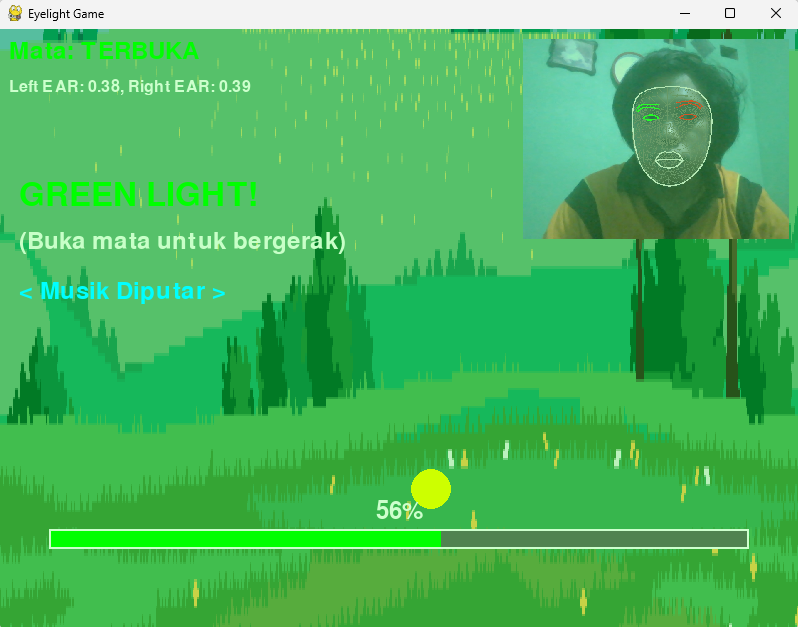 Eyelight Game
Mata: TERBUKA
Left EAR: 0.38, Right EAR: 0.39
GREEN LIGHT!
(Buka mata untuk bergerak)
< Musik Diputar >
56%